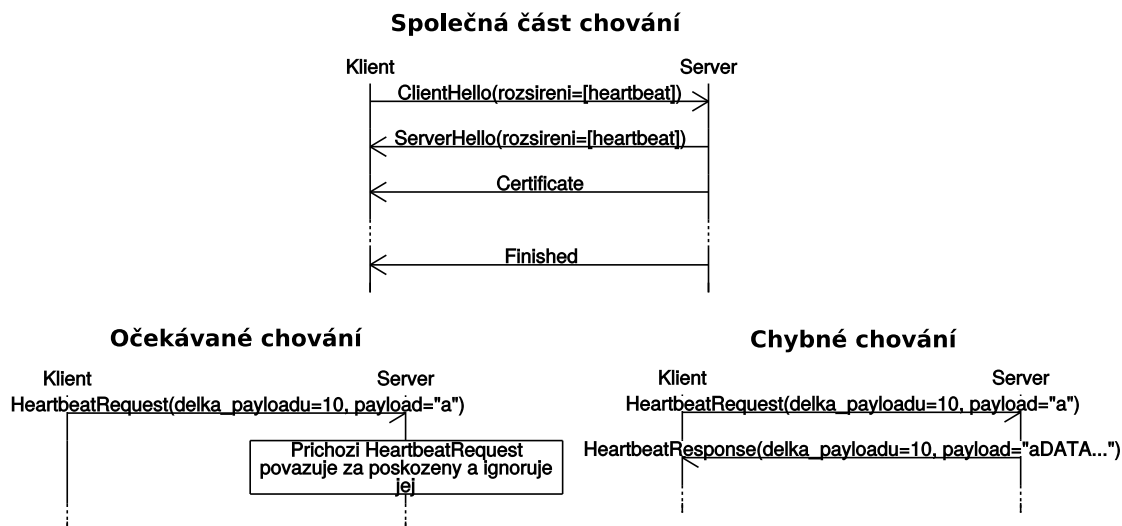 Společná část chování
Klient Server
ClientHello(rozsireni=[heartbeat])
ServerHello(rozsireni=[heartbeat])
Certificate
Finished
Očekávané chování
Klient Server
HeartbeatRequest(delka_payloadu=10, payload="a")
Prichozi HeartbeatRequest
povazuje za poskozeny a ignoruje
jej
Chybné chování
Klient Server
HeartbeatRequest(delka_payloadu=10, payload="a")
HeartbeatResponse(delka_payloadu=10, payload="aDATA...")